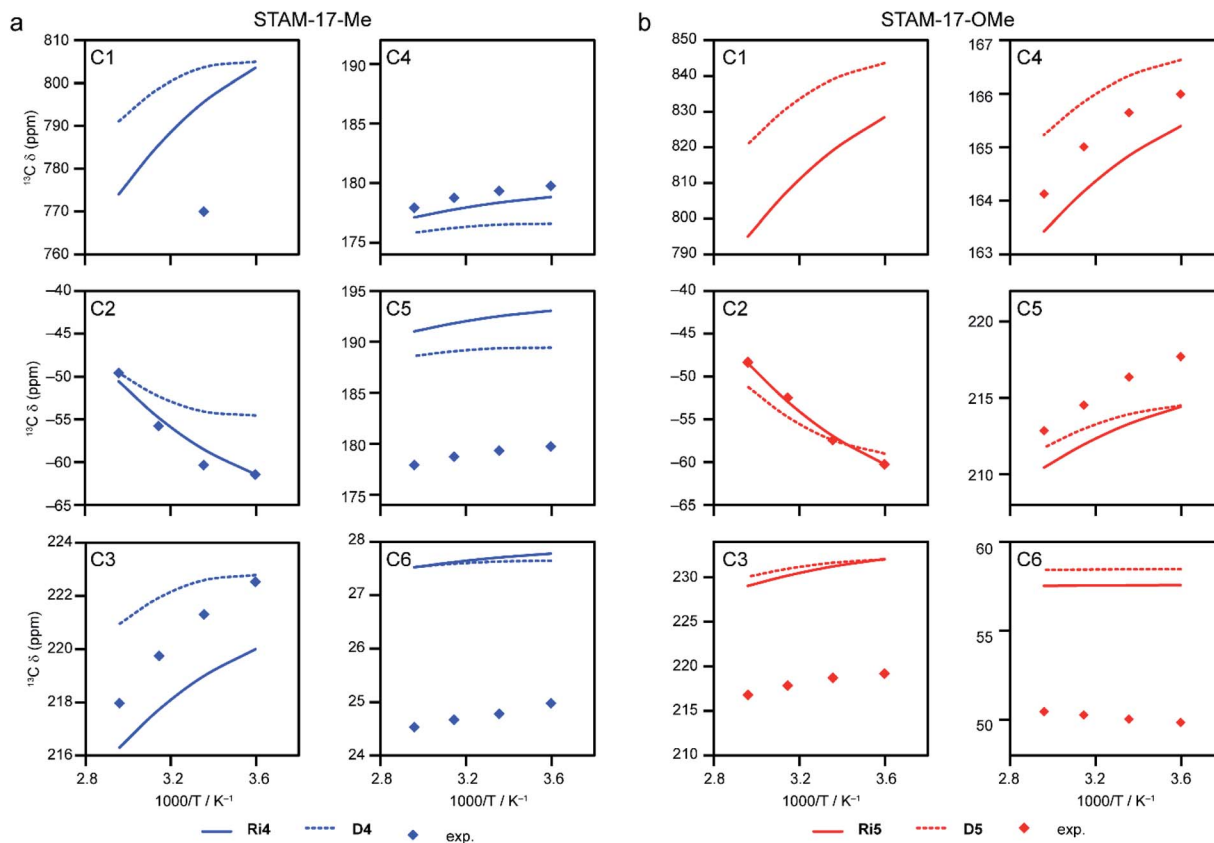 a
STAM-17-Me
C1
¹³C δ (ppm)
810
800
790
780
770
760
C4
190
185
180
175
C2
¹³C δ (ppm)
–40
–45
–50
–55
–60
–65
C5
195
190
185
180
175
C3
¹³C δ (ppm)
224
222
220
218
216
2.8
3.2
3.6
1000/T / K⁻¹
C6
28
27
26
25
24
2.8
3.2
3.6
1000/T / K⁻¹
Ri4
D4
exp.
b
STAM-17-OMe
C1
850
840
830
820
810
800
790
C4
167
166
165
164
163
C2
–40
–45
–50
–55
–60
–65
C5
220
215
210
C3
230
225
220
215
210
2.8
3.2
3.6
1000/T / K⁻¹
C6
60
55
50
2.8
3.2
3.6
1000/T / K⁻¹
Ri5
D5
exp.